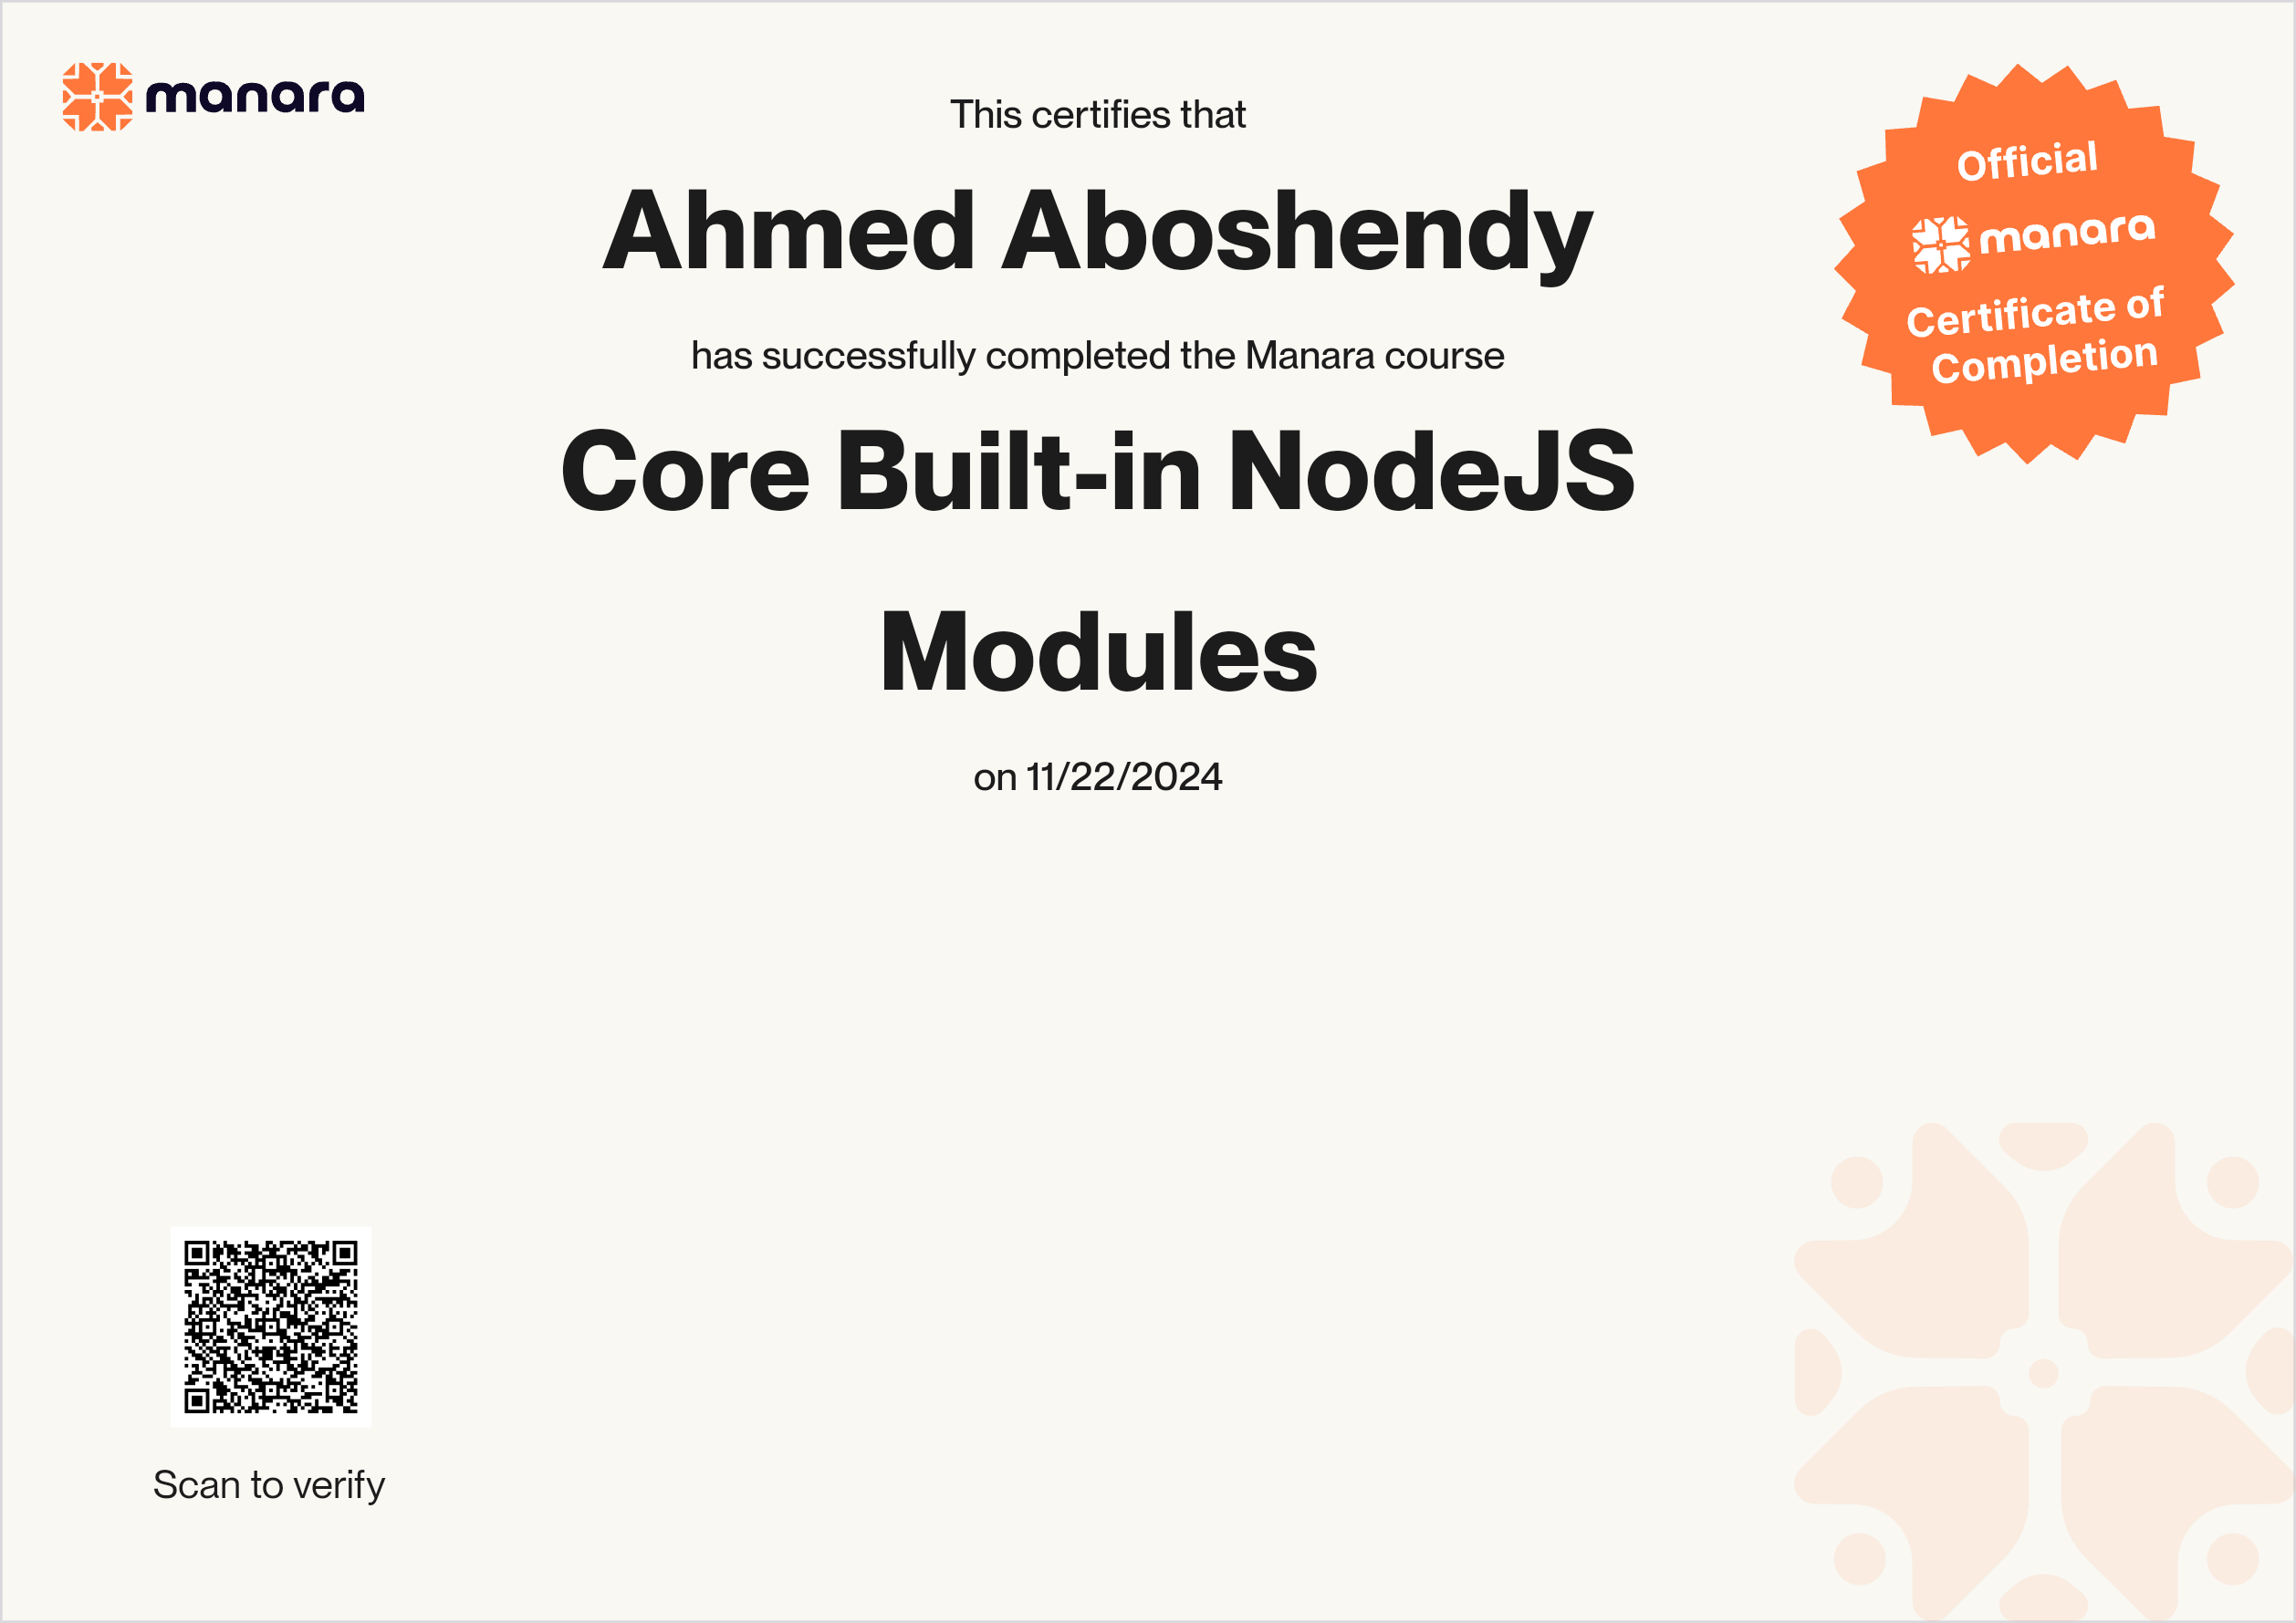 manara
This certifies that
Ahmed Aboshendy
has successfully completed the Manara course
Core Built-in NodeJS
Modules
on 11/22/2024
Official
manara
Certificate of
Completion
Scan to verify